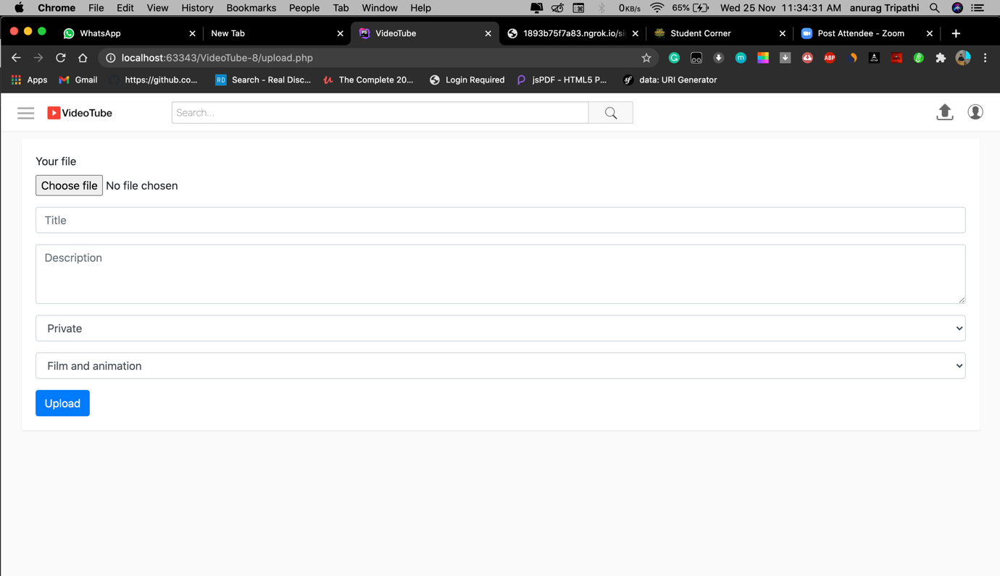 Chrome File Edit View History Bookmarks People Tab Window Help 0KB/s 65% Wed 25 Nov 11:34:31 AM anurag Tripathi
WhatsApp New Tab VideoTube 1893b75f7a83.ngrok.io/si Student Corner Post Attendee - Zoom
localhost:63343/VideoTube-8/upload.php ABP
Apps Gmail https://github.co... RD Search - Real Disc... The Complete 20... Login Required jsPDF - HTML5 P... sf data: URI Generator
VideoTube Search...
Your file
Choose file No file chosen
Title
Description
Private
Film and animation
Upload